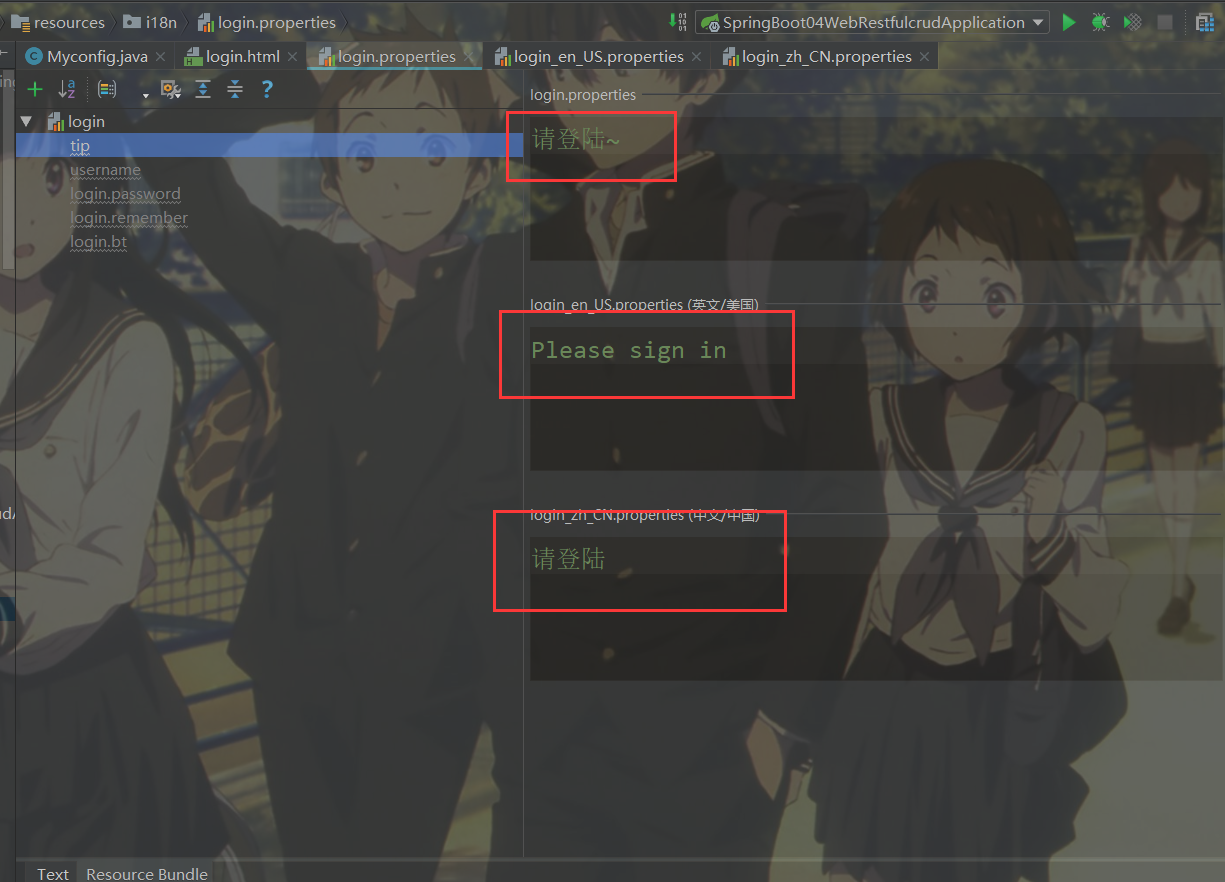 resources i18n login.properties SpringBoot04WebRestfulcrudApplication
Myconfig.java login.html login.properties login_en_US.properties login_zh_CN.properties
login.properties
请登陆~
login
tip
username
login.password
login.remember
login.bt
login_en_US.properties (英文/美国)
Please sign in
login_zh_CN.properties (中文/中国)
请登陆
Text Resource Bundle